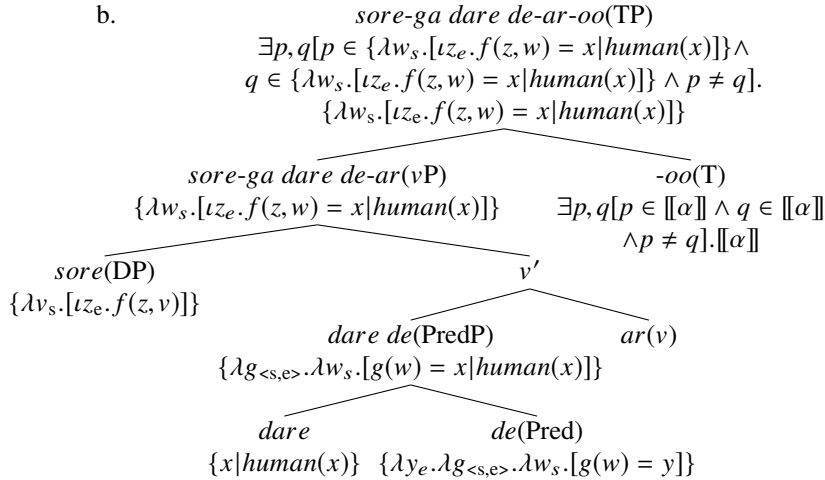 b. sore-ga dare de-ar-oo(TP)
∃p, q[p ∈ {λw_s.[ιz_e. f(z, w) = x|human(x)]}∧
q ∈ {λw_s.[ιz_e. f(z, w) = x|human(x)]} ∧ p ≠ q].
{λw_s.[ιz_e. f(z, w) = x|human(x)]}
sore-ga dare de-ar(vP) -oo(T)
{λw_s.[ιz_e. f(z, w) = x|human(x)]} ∃p, q[p ∈ ⟦α⟧ ∧ q ∈ ⟦α⟧
∧p ≠ q].⟦α⟧
sore(DP) v′
{λv_s.[ιz_e. f(z, v)]}
dare de(PredP) ar(v)
{λg_<s,e>.λw_s.[g(w) = x|human(x)]}
dare de(Pred)
{x|human(x)} {λy_e.λg_<s,e>.λw_s.[g(w) = y]}